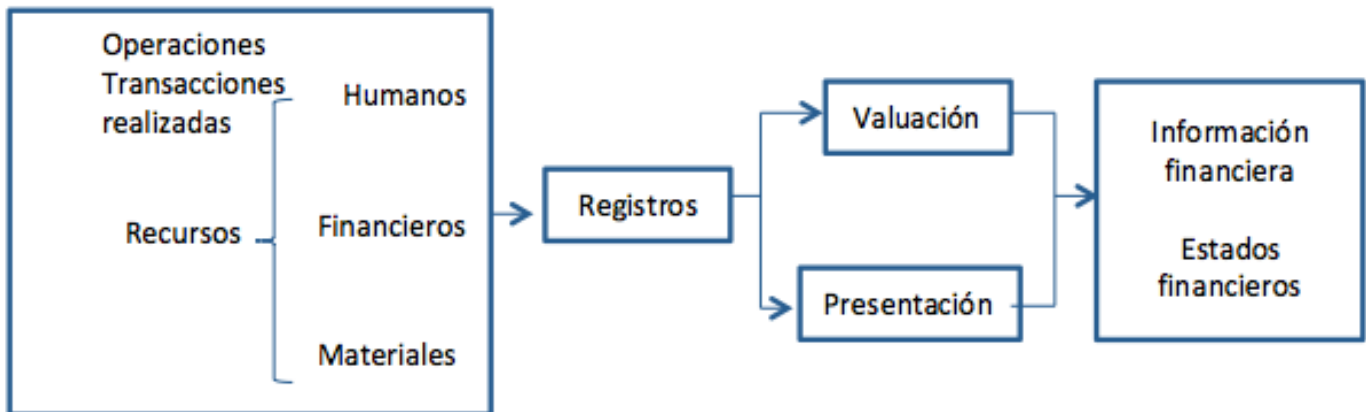 Operaciones
Transacciones
realizadas
Humanos
Recursos
Financieros
Materiales
Registros
Valuación
Presentación
Información
financiera
Estados
financieros